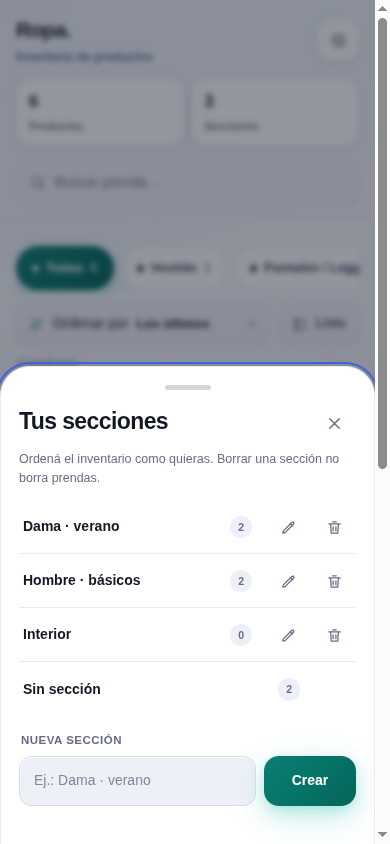 Ropa.
Inventario de productos
6
Productos
3
Secciones
Buscar prenda...
Todas 6
Vestido
Pantalón / Legg
Ordenar por Los últimos
Lista
Tus secciones
Ordená el inventario como quieras. Borrar una sección no
borra prendas.
Dama · verano 2
Hombre · básicos 2
Interior 0
Sin sección 2
NUEVA SECCIÓN
Ej.: Dama · verano
Crear